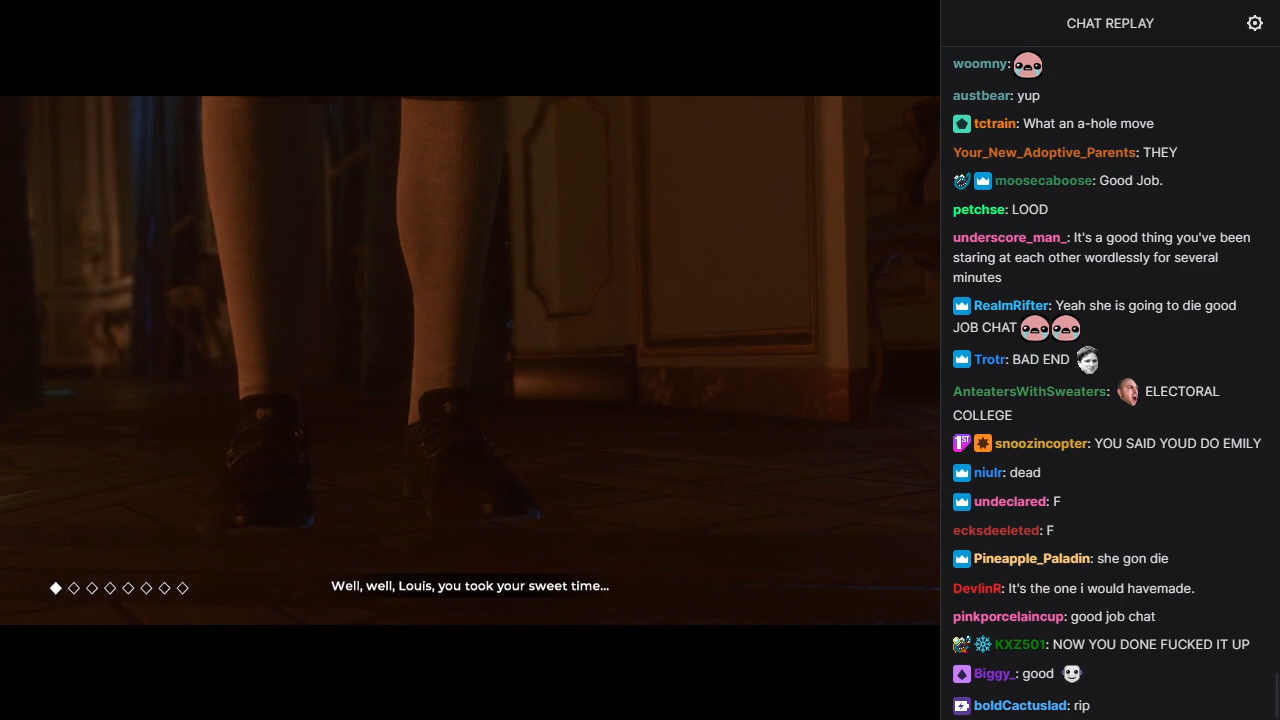 CHAT REPLAY
woomny:
austbear: yup
tctrain: What an a-hole move
Your_New_Adoptive_Parents: THEY
moosecaboose: Good Job.
petchse: LOOD
underscore_man_: It's a good thing you've been
staring at each other wordlessly for several
minutes
RealmRifter: Yeah she is going to die good
JOB CHAT
Trotr: BAD END
AnteatersWithSweaters: ELECTORAL
COLLEGE
1ST snoozincopter: YOU SAID YOUD DO EMILY
niulr: dead
undeclared: F
ecksdeeleted: F
Pineapple_Paladin: she gon die
DevlinR: It's the one i would havemade.
pinkporcelaincup: good job chat
KXZ501: NOW YOU DONE FUCKED IT UP
Biggy_: good
boldCactuslad: rip
Well, well, Louis, you took your sweet time...